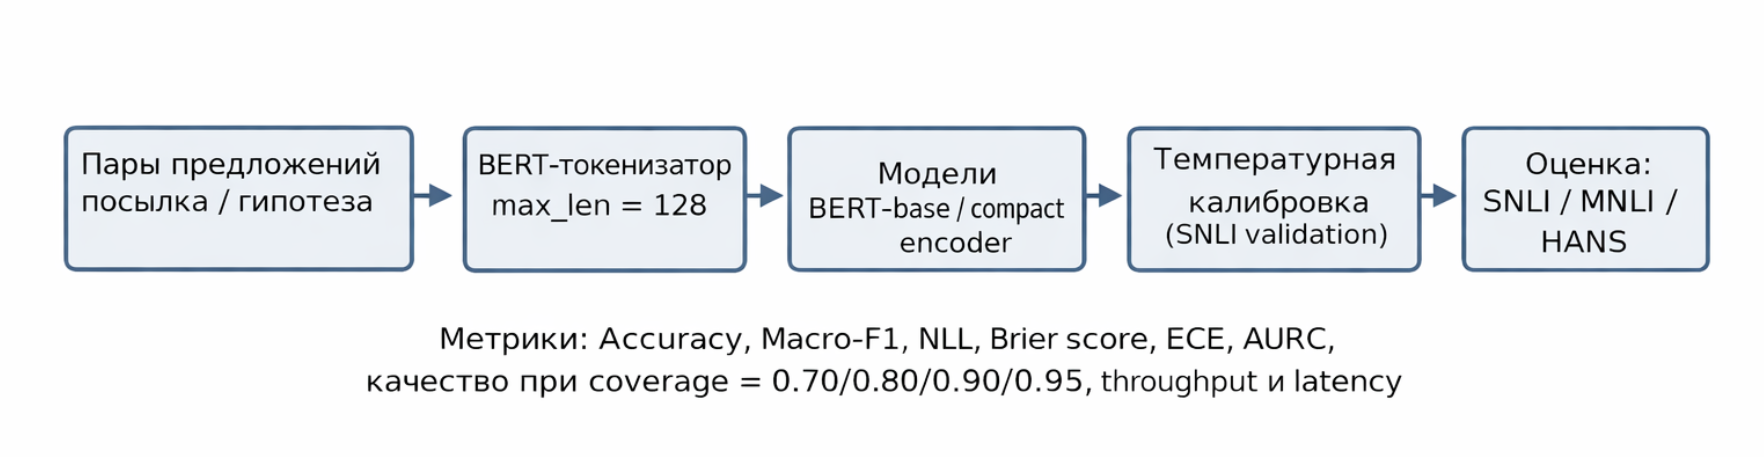 Пары предложений
посылка / гипотеза
BERT-токенизатор
max_len = 128
Модели
BERT-base / compact
encoder
Температурная
калибровка
(SNLI validation)
Оценка:
SNLI / MNLI /
HANS
Метрики: Accuracy, Macro-F1, NLL, Brier score, ECE, AURC,
качество при coverage = 0.70/0.80/0.90/0.95, throughput и latency